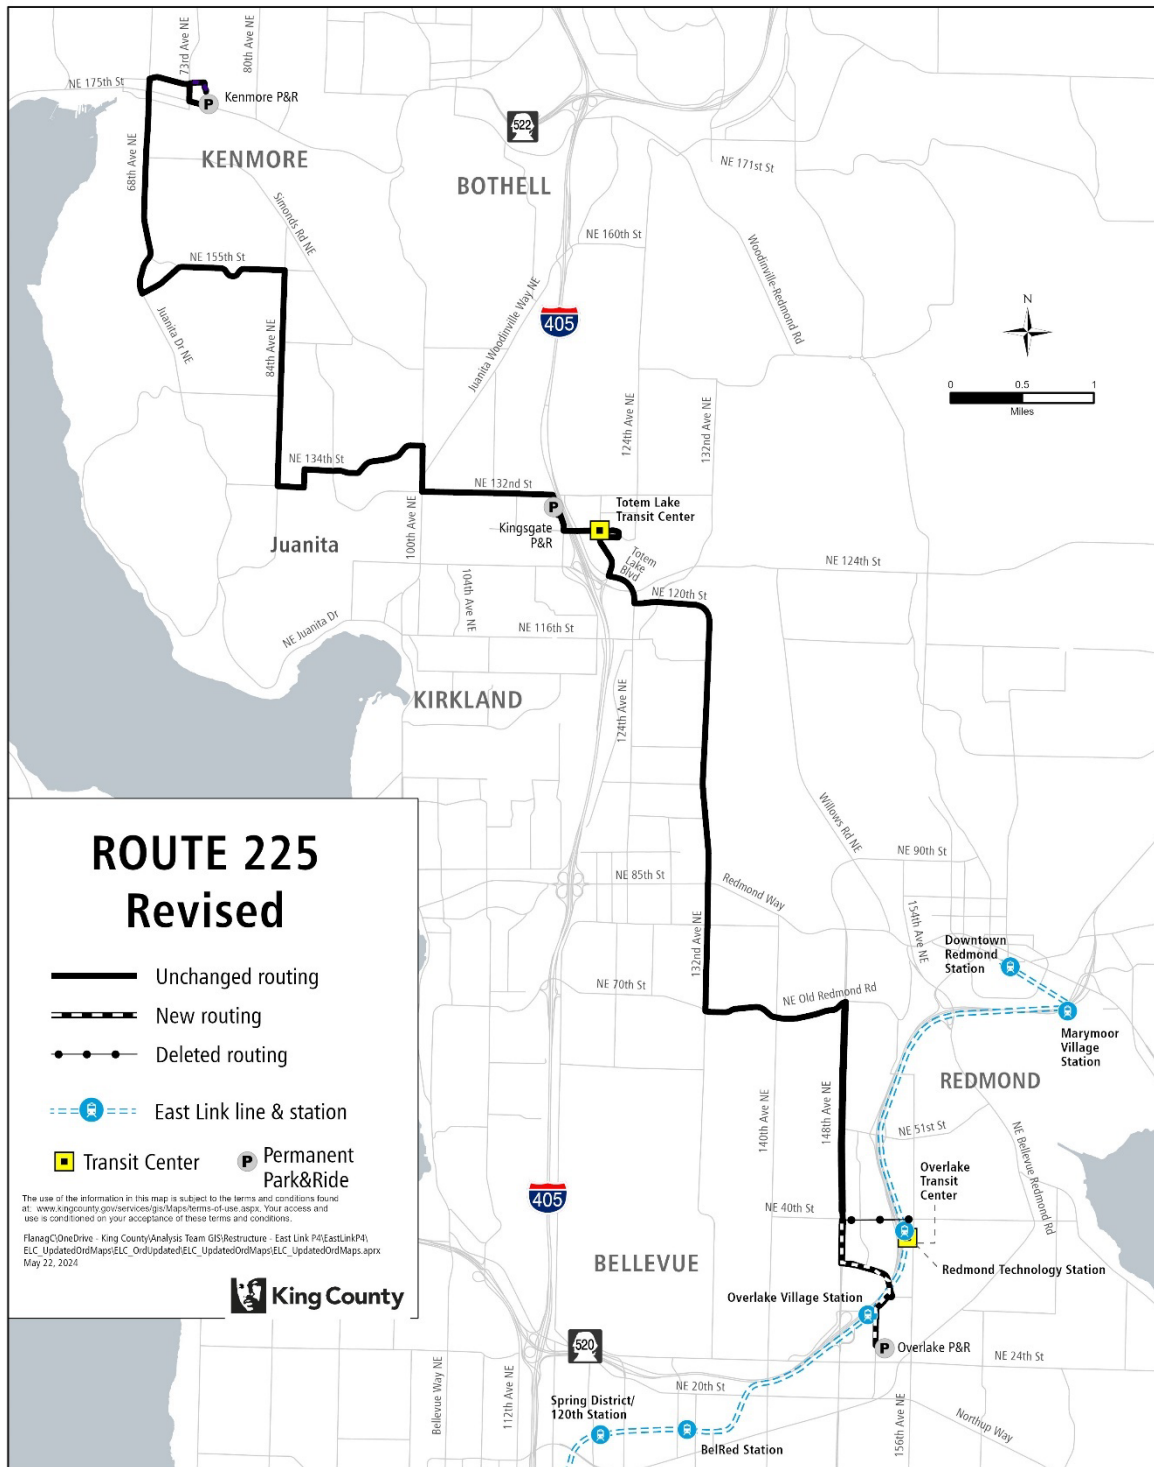 73rd Ave NE
80th Ave NE
NE 175th St
P
Kenmore P&R
522
KENMORE
68th Ave NE
BOTHELL
NE 171st St
Simonds Rd NE
NE 160th St
NE 155th St
Woodinville-Redmond Rd
Juanita Woodinville Way NE
Juanita Dr NE
405
84th Ave NE
N
0
0.5
1
Miles
124th Ave NE
132nd Ave NE
NE 134th St
NE 132nd St
P
Kingsgate
P&R
Totem Lake
Transit Center
100th Ave NE
Juanita
Totem
Lake
Blvd
NE 124th St
104th Ave NE
NE 120th St
NE Juanita Dr
NE 116th St
KIRKLAND
124th Ave NE
Willows Rd NE
NE 90th St
NE 85th St
Redmond Way
154th Ave NE
132nd Ave NE
Downtown
Redmond
Station
NE 70th St
NE Old Redmond Rd
Marymoor
Village
Station
REDMOND
140th Ave NE
148th Ave NE
NE 51st St
NE Bellevue Redmond Rd
Overlake
Transit
Center
NE 40th St
405
BELLEVUE
Redmond Technology Station
Overlake Village Station
P
Overlake P&R
520
NE 24th St
Bellevue Way NE
112th Ave NE
NE 20th St
Spring District/
120th Station
BelRed Station
156th Ave NE
Northup Way
ROUTE 225
Revised
Unchanged routing
New routing
Deleted routing
East Link line & station
Transit Center
P
Permanent
Park&Ride
The use of the information in this map is subject to the terms and conditions found
at: www.kingcounty.gov/services/gis/Maps/terms-of-use.aspx. Your access and
use is conditioned on your acceptance of these terms and conditions.
FlanagC\OneDrive - King County\Analysis Team GIS\Restructure - East Link P4\EastLinkP4\
ELC_UpdatedOrdMaps\ELC_OrdUpdated\ELC_UpdatedOrdMaps\ELC_UpdatedOrdMaps.aprx
May 22, 2024
King County